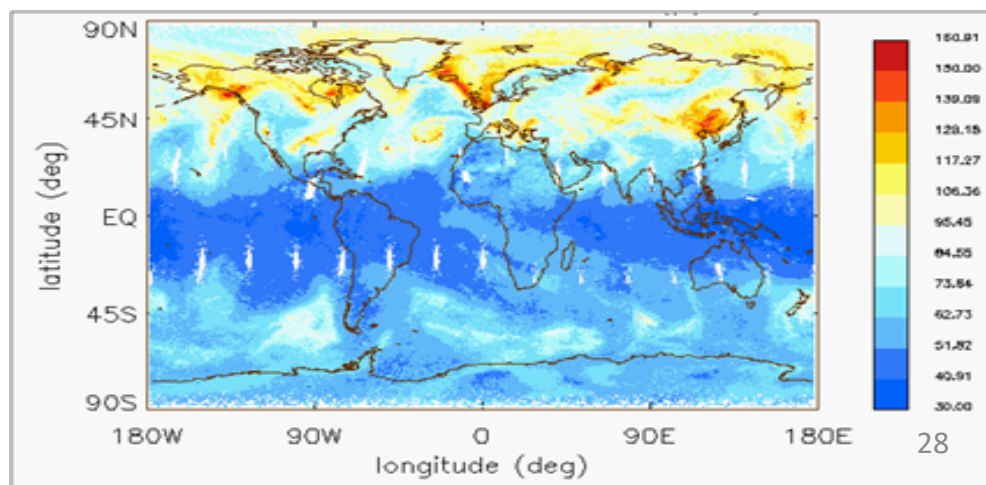 90N
45N
EQ
45S
90S
latitude (deg)
180W 90W 0 90E 180E
longitude (deg)
160.91
150.00
139.09
128.18
117.27
106.36
95.45
84.55
73.64
62.73
51.82
40.91
30.00
28